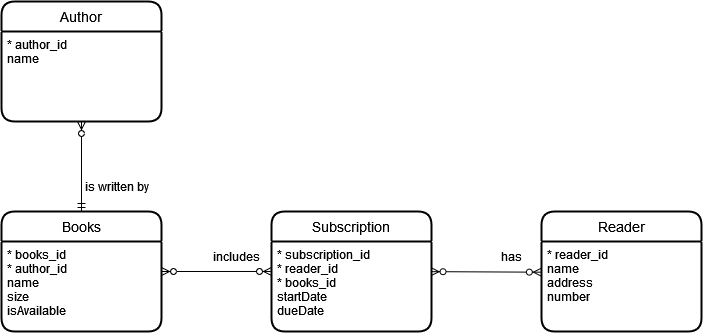 Author
* author_id
name
is written by
Books
* books_id
* author_id
name
size
isAvailable
includes
Subscription
* subscription_id
* reader_id
* books_id
startDate
dueDate
has
Reader
* reader_id
name
address
number